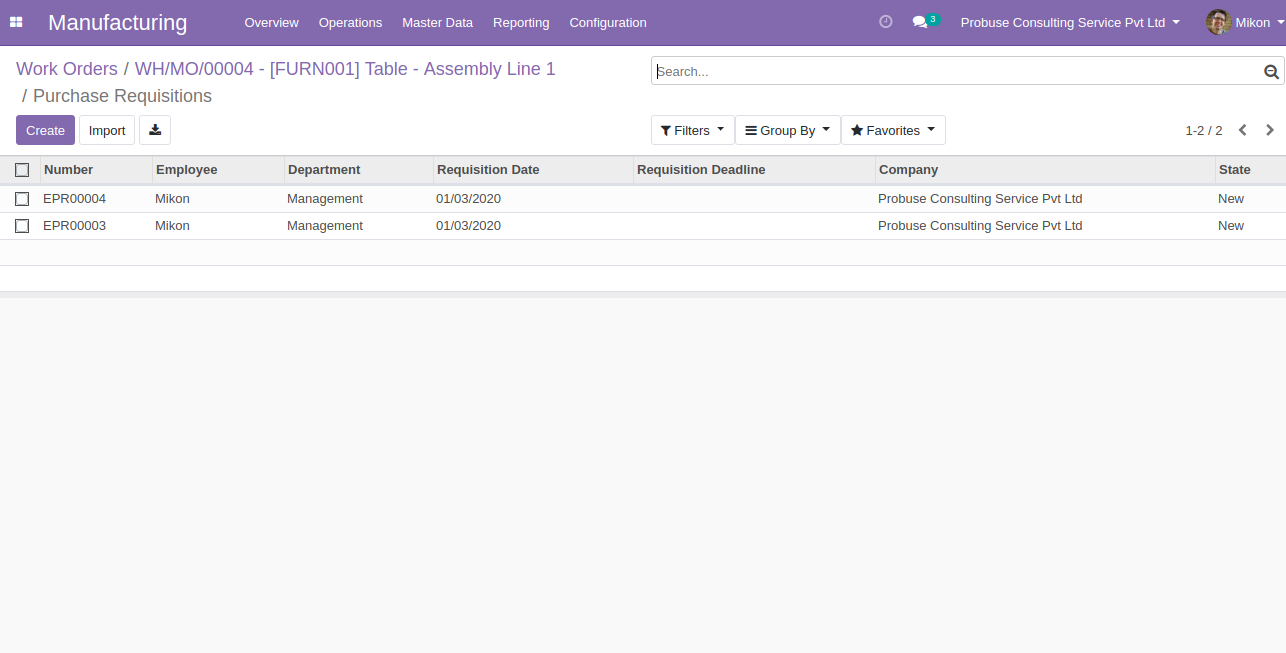 Manufacturing Overview Operations Master Data Reporting Configuration 3 Probuse Consulting Service Pvt Ltd Mikon
Work Orders / WH/MO/00004 - [FURN001] Table - Assembly Line 1
/ Purchase Requisitions
Search...
Create Import Filters Group By Favorites 1-2 / 2
Number Employee Department Requisition Date Requisition Deadline Company State
EPR00004 Mikon Management 01/03/2020 Probuse Consulting Service Pvt Ltd New
EPR00003 Mikon Management 01/03/2020 Probuse Consulting Service Pvt Ltd New